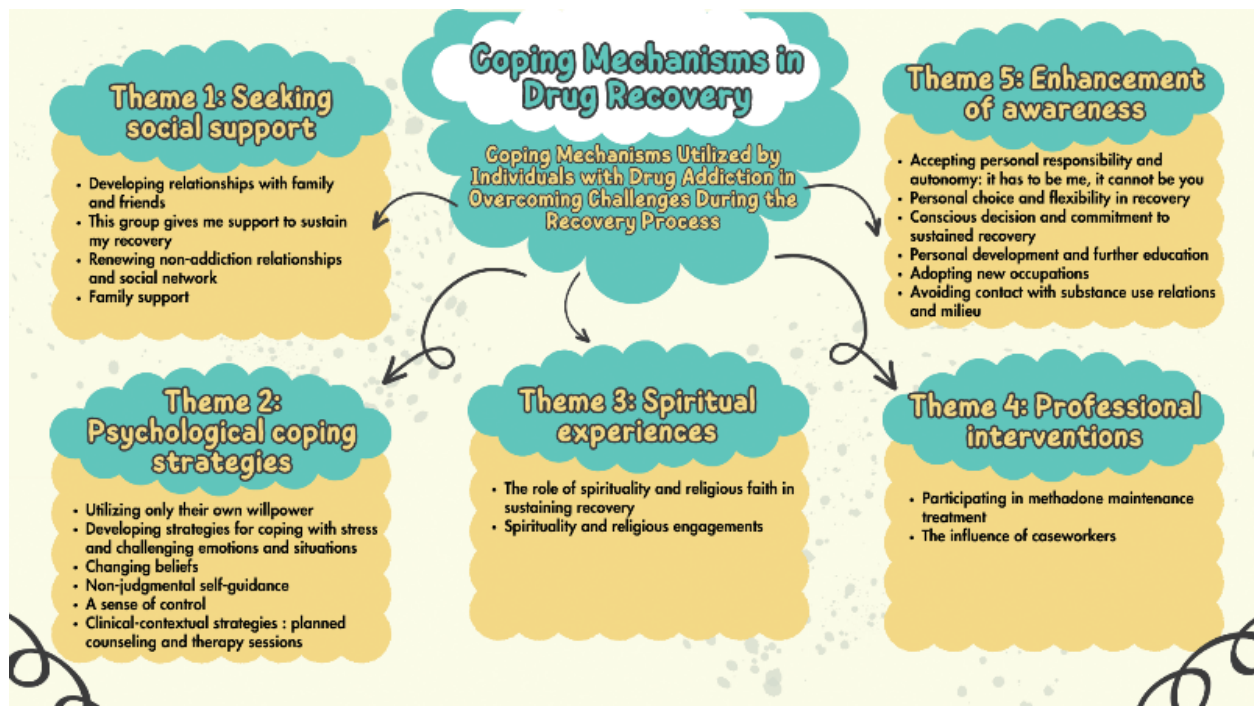 Coping Mechanisms in
Drug Recovery
Coping Mechanisms Utilized by
Individuals with Drug Addiction in
Overcoming Challenges During the
Recovery Process
Theme 1: Seeking
social support
• Developing relationships with family
and friends
• This group gives me support to sustain
my recovery
• Renewing non-addiction relationships
and social network
• Family support
Theme 2:
Psychological coping
strategies
• Utilizing only their own willpower
• Developing strategies for coping with stress
and challenging emotions and situations
• Changing beliefs
• Non-judgmental self-guidance
• A sense of control
• Clinical-contextual strategies : planned
counseling and therapy sessions
Theme 3: Spiritual
experiences
• The role of spirituality and religious faith in
sustaining recovery
• Spirituality and religious engagements
Theme 4: Professional
interventions
• Participating in methadone maintenance
treatment
• The influence of caseworkers
Theme 5: Enhancement
of awareness
• Accepting personal responsibility and
autonomy: it has to be me, it cannot be you
• Personal choice and flexibility in recovery
• Conscious decision and commitment to
sustained recovery
• Personal development and further education
• Adopting new occupations
• Avoiding contact with substance use relations
and milieu